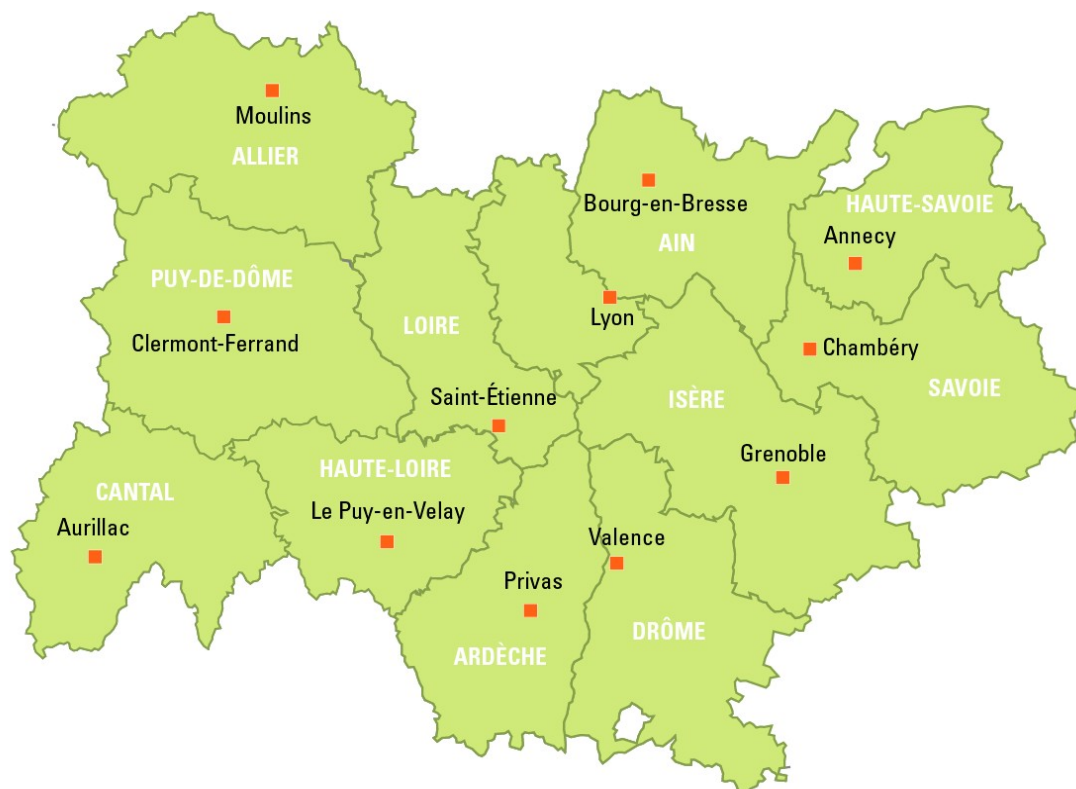 Moulins
ALLIER
Bourg-en-Bresse
AIN
HAUTE-SAVOIE
Annecy
PUY-DE-DÔME
Clermont-Ferrand
LOIRE
Lyon
Chambéry
SAVOIE
Saint-Étienne
ISÈRE
Grenoble
HAUTE-LOIRE
Le Puy-en-Velay
CANTAL
Aurillac
Valence
Privas
DRÔME
ARDÈCHE